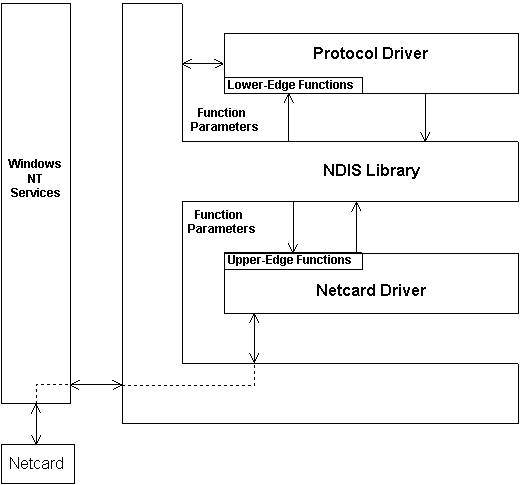 Protocol Driver
Lower-Edge Functions
Function
Parameters
Windows
NT
Services
NDIS Library
Function
Parameters
Upper-Edge Functions
Netcard Driver
Netcard